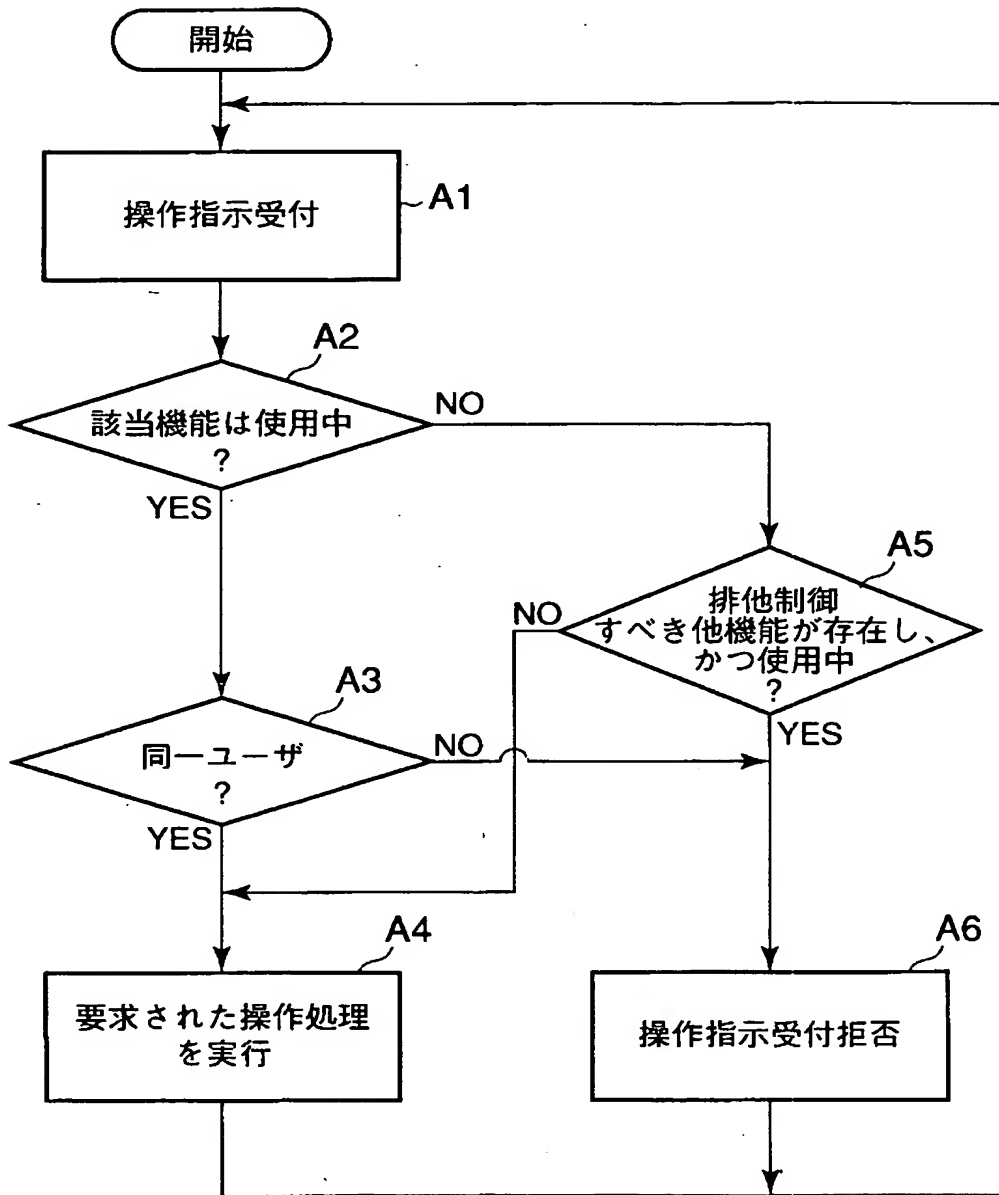 開始
操作指示受付
A1
A2
該当機能は使用中
?
NO
YES
A5
排他制御
すべき他機能が存在し、
かつ使用中
?
NO
YES
A3
同一ユーザ
?
NO
YES
A4
要求された操作処理
を実行
A6
操作指示受付拒否